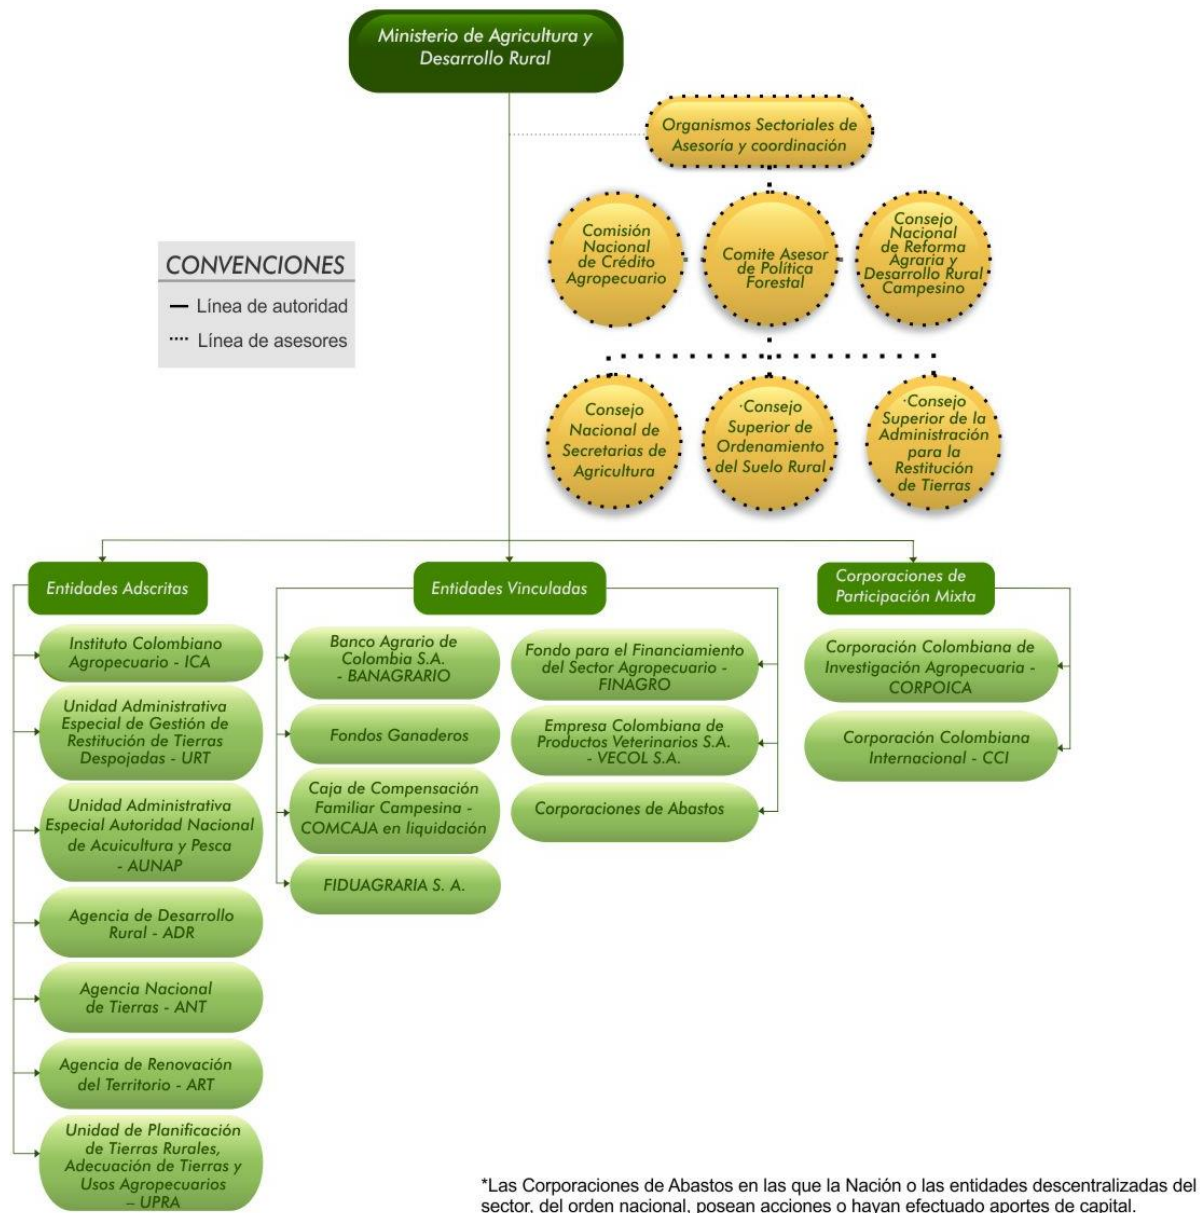 Ministerio de Agricultura y
Desarrollo Rural
Organismos Sectoriales de
Asesoría y coordinación
Comisión
Nacional
de Crédito
Agropecuario
Comite Asesor
de Política
Forestal
Consejo
Nacional
de Reforma
Agraria y
Desarrollo Rural
Campesino
CONVENCIONES
Línea de autoridad
Línea de asesores
Consejo
Nacional de
Secretarias de
Agricultura
·Consejo
Superior de
Ordenamiento
del Suelo Rural
·Consejo
Superior de la
Administración
para la
Restitución
de Tierras
Entidades Adscritas
Instituto Colombiano
Agropecuario - ICA
Unidad Administrativa
Especial de Gestión de
Restitución de Tierras
Despojadas - URT
Unidad Administrativa
Especial Autoridad Nacional
de Acuicultura y Pesca
- AUNAP
Agencia de Desarrollo
Rural - ADR
Agencia Nacional
de Tierras - ANT
Agencia de Renovación
del Territorio - ART
Unidad de Planificación
de Tierras Rurales,
Adecuación de Tierras y
Usos Agropecuarios
– UPRA
Entidades Vinculadas
Banco Agrario de
Colombia S.A.
- BANAGRARIO
Fondos Ganaderos
Caja de Compensación
Familiar Campesina -
COMCAJA en liquidación
FIDUAGRARIA S. A.
Fondo para el Financiamiento
del Sector Agropecuario -
FINAGRO
Empresa Colombiana de
Productos Veterinarios S.A.
- VECOL S.A.
Corporaciones de Abastos
Corporaciones de
Participación Mixta
Corporación Colombiana de
Investigación Agropecuaria -
CORPOICA
Corporación Colombiana
Internacional - CCI
*Las Corporaciones de Abastos en las que la Nación o las entidades descentralizadas del
sector, del orden nacional, posean acciones o hayan efectuado aportes de capital.